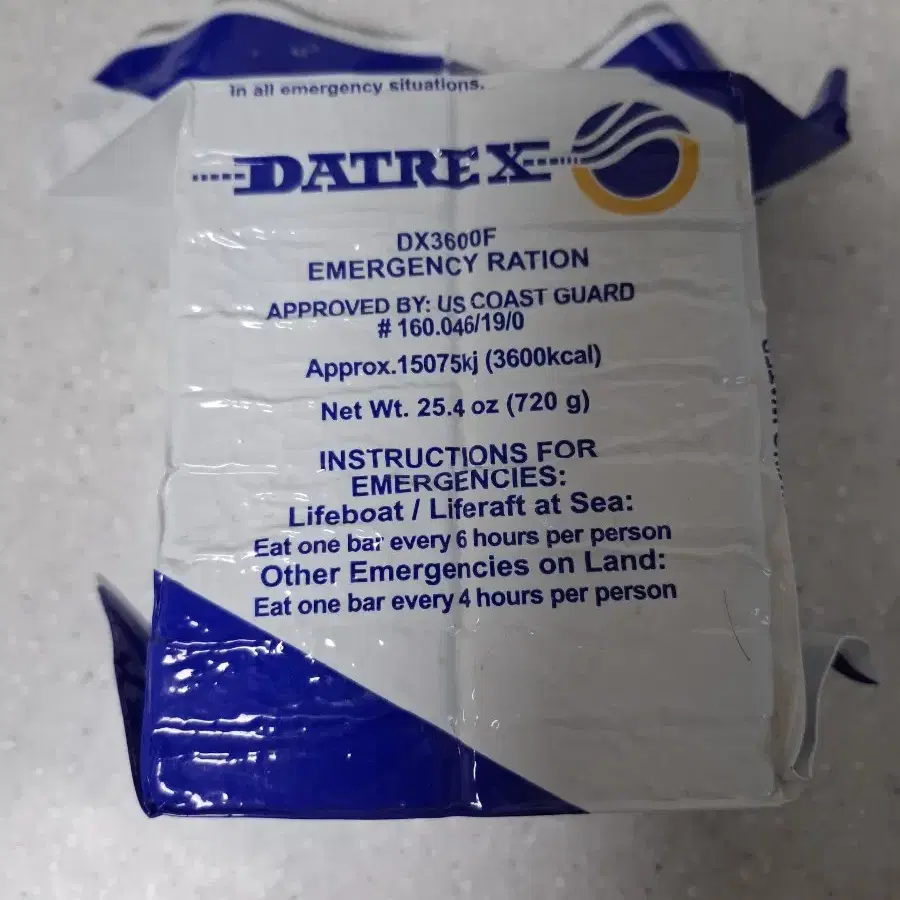 In all emergency situations.
DATREX
DX3600F
EMERGENCY RATION
APPROVED BY: US COAST GUARD
# 160.046/19/0
Approx.15075kj (3600kcal)
Net Wt. 25.4 oz (720 g)
INSTRUCTIONS FOR
EMERGENCIES:
Lifeboat / Liferaft at Sea:
Eat one bar every 6 hours per person
Other Emergencies on Land:
Eat one bar every 4 hours per person